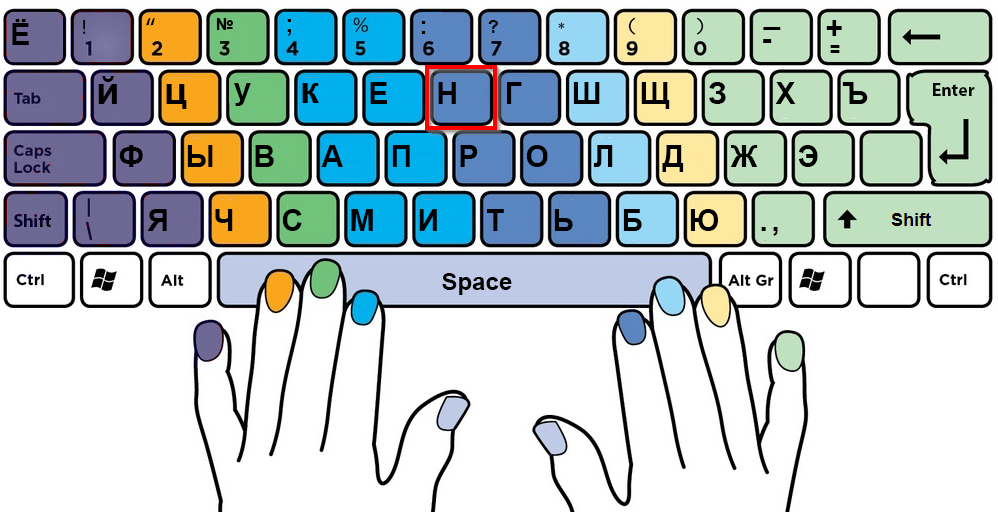 Ё ! 1 “ 2 № 3 ; 4 % 5 : 6 ? 7 * 8 ( 9 ) 0 — - + =
Tab Й Ц У К Е Н Г Ш Щ З Х Ъ Enter
Caps Lock Ф Ы В А П Р О Л Д Ж Э
Shift | \ Я Ч С М И Т Ь Б Ю . , Shift
Ctrl Alt Space Alt Gr Ctrl